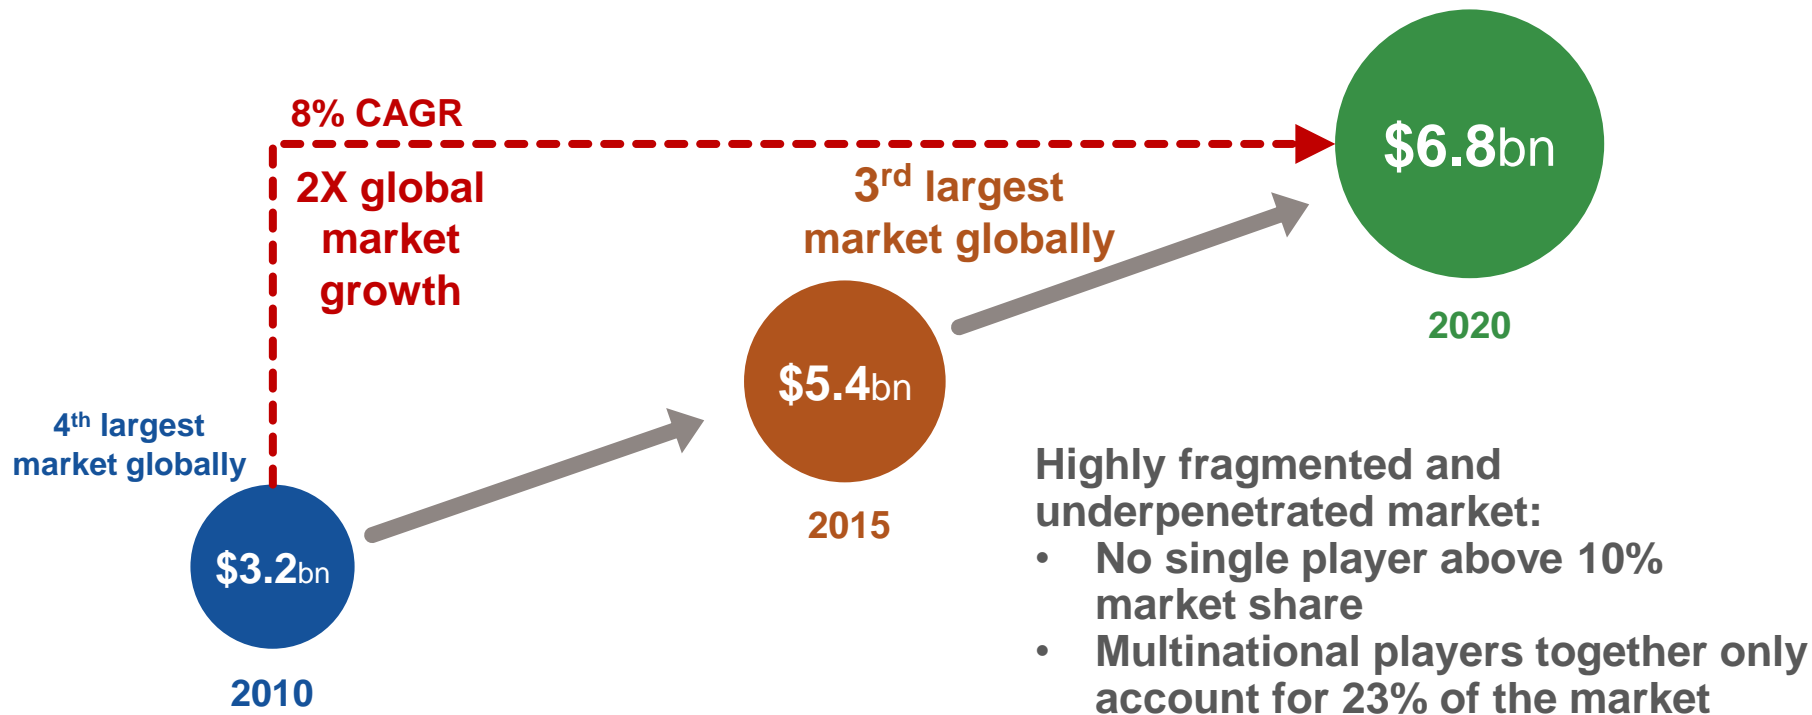 8% CAGR
2X global
market
growth
3rd largest
market globally
$6.8bn
2020
4th largest
market globally
$5.4bn
2015
$3.2bn
2010
Highly fragmented and
underpenetrated market:
• No single player above 10%
market share
• Multinational players together only
account for 23% of the market